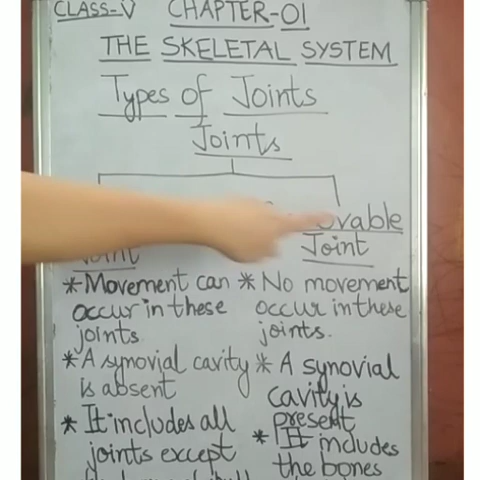 CLASS-V CHAPTER-01
THE SKELETAL SYSTEM
Types of Joints
Joints
Joint
*Movement can
occur in these
joints
*A synovial cavity
is absent
*It includes all
joints except
Joint
* No movement
occur in these
joints.
* A synovial
cavity is
present
* It includes
the bones